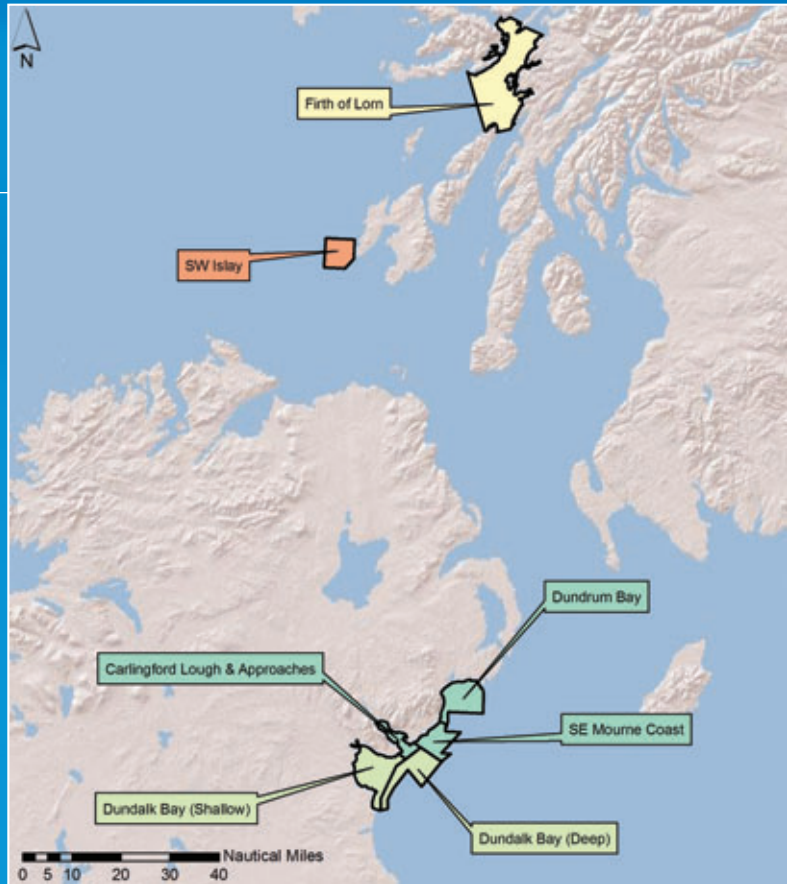 N
Firth of Lorn
SW Islay
Dundrum Bay
Carlingford Lough & Approaches
SE Mourne Coast
Dundalk Bay (Shallow)
Dundalk Bay (Deep)
Nautical Miles
0 5 10 20 30 40